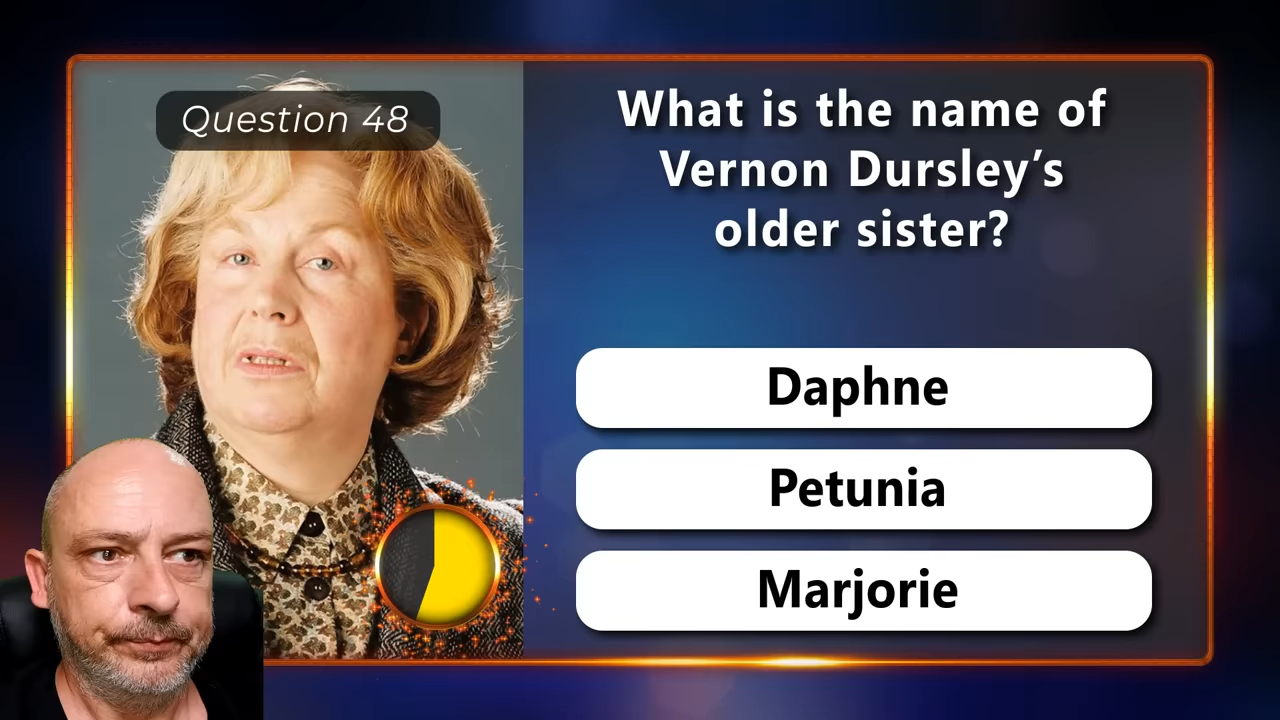 Question 48
What is the name of
Vernon Dursley’s
older sister?
Daphne
Petunia
Marjorie